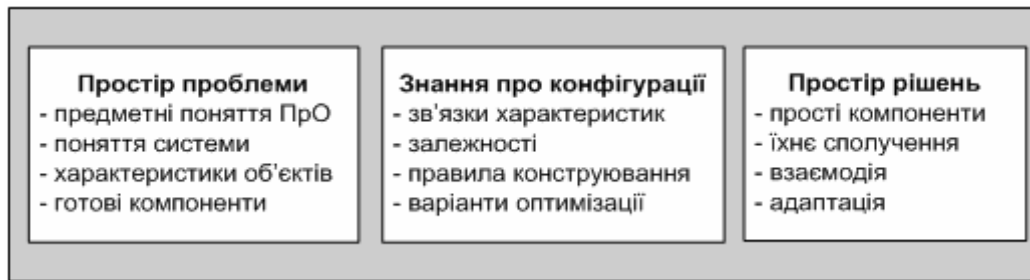 Простір проблеми
- предметні поняття ПрО
- поняття системи
- характеристики об'єктів
- готові компоненти
Знання про конфігурації
- зв'язки характеристик
- залежності
- правила конструювання
- варіанти оптимізації
Простір рішень
- прості компоненти
- їхнє сполучення
- взаємодія
- адаптація